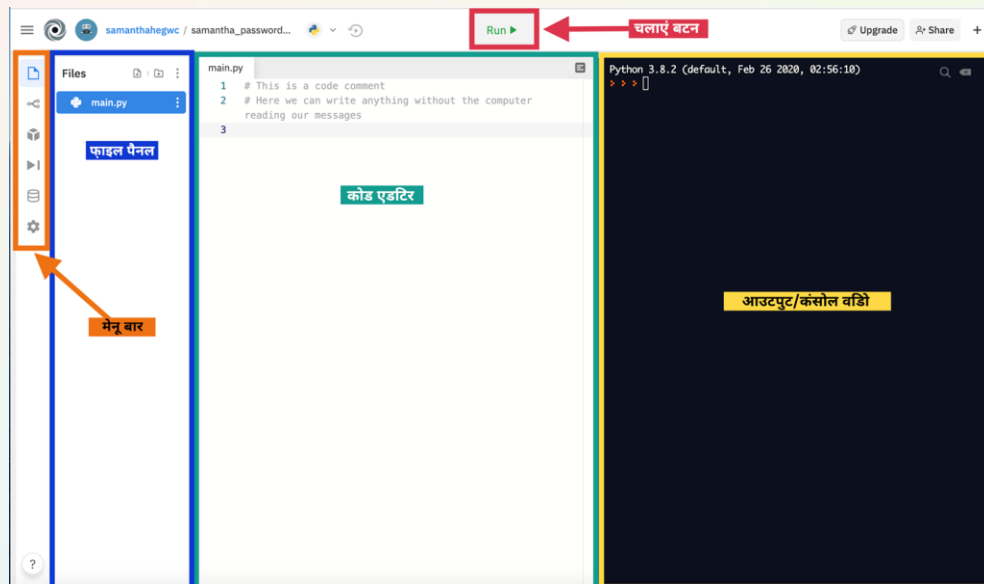 samanthahegwc / samantha_password...
Run
चलाएं बटन
Upgrade
Share
Files
main.py
फ़ाइल पैनल
मेनू बार
main.py
1 # This is a code comment
2 # Here we can write anything without the computer
reading our messages
3
कोड एडिटर
Python 3.8.2 (default, Feb 26 2020, 02:56:10)
> > >
आउटपुट/कंसोल विंडो
?